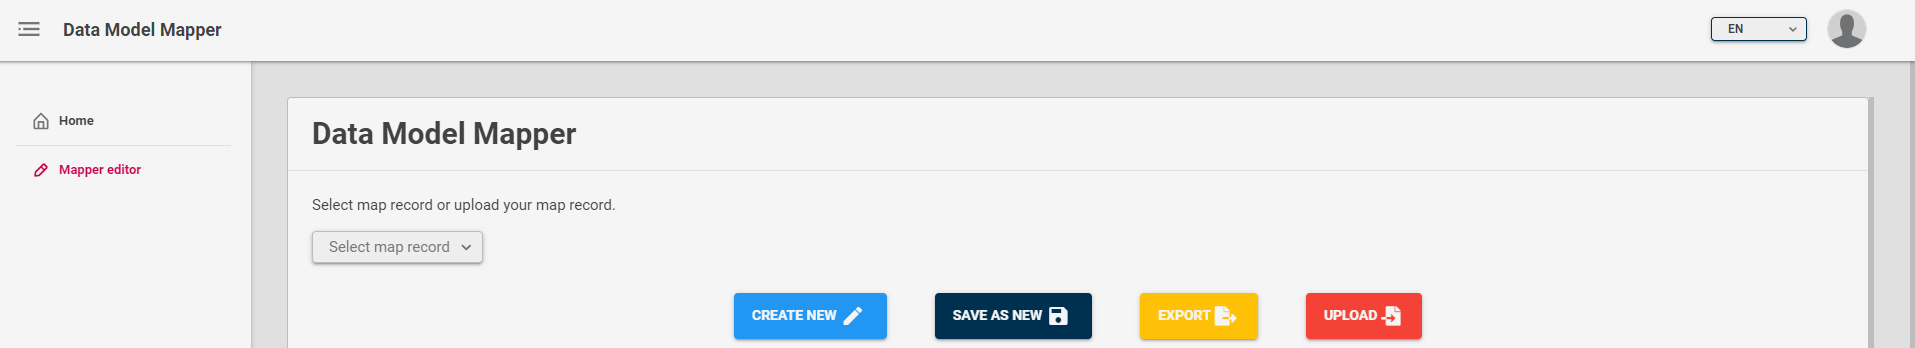 Data Model Mapper
EN
Home
Mapper editor
Data Model Mapper
Select map record or upload your map record.
Select map record
CREATE NEW
SAVE AS NEW
EXPORT
UPLOAD